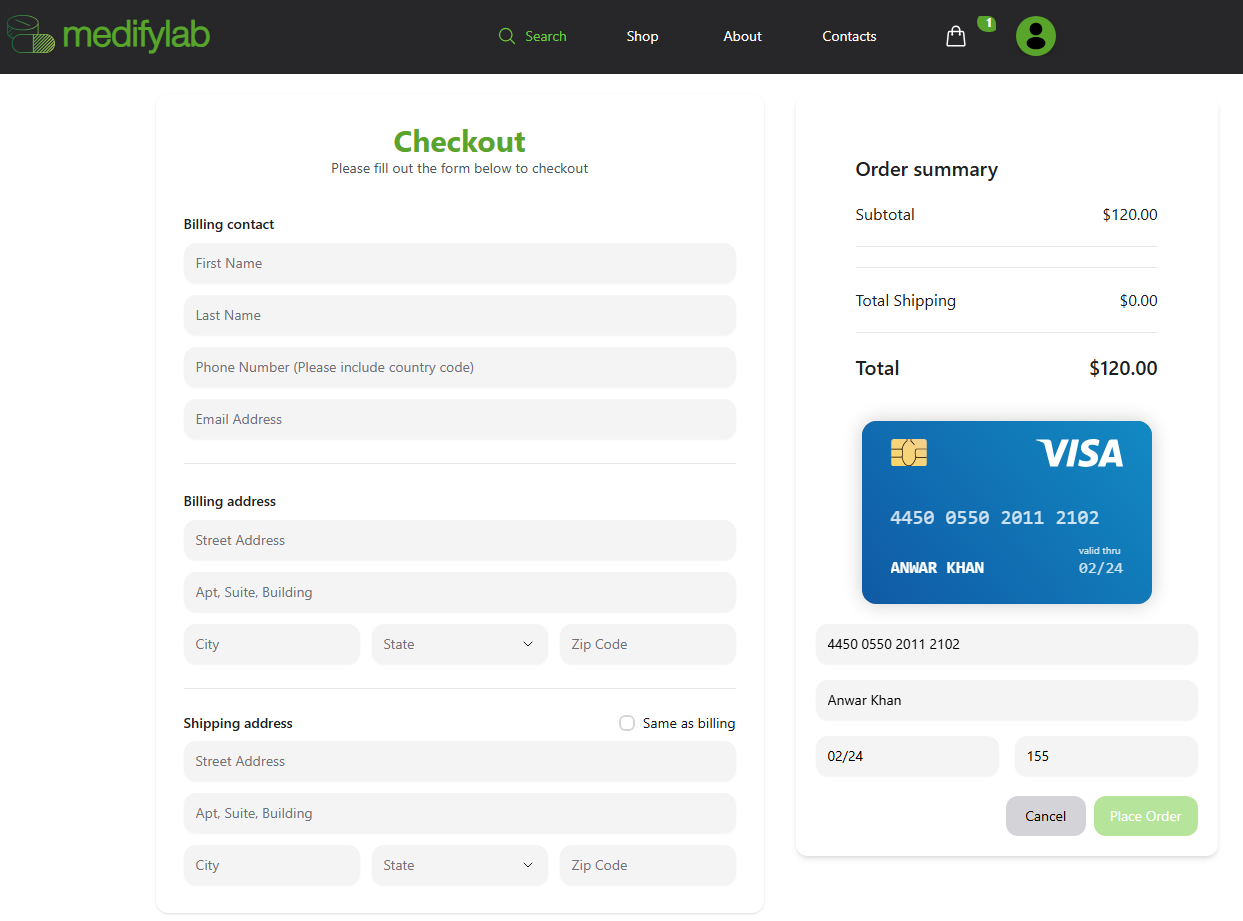 medifylab
Search
Shop
About
Contacts
1
Checkout
Please fill out the form below to checkout
Billing contact
First Name
Last Name
Phone Number (Please include country code)
Email Address
Billing address
Street Address
Apt, Suite, Building
City
State
Zip Code
Shipping address
Same as billing
Street Address
Apt, Suite, Building
City
State
Zip Code
Order summary
Subtotal $120.00
Total Shipping $0.00
Total $120.00
VISA
4450 0550 2011 2102
valid thru
ANWAR KHAN 02/24
4450 0550 2011 2102
Anwar Khan
02/24
155
Cancel
Place Order